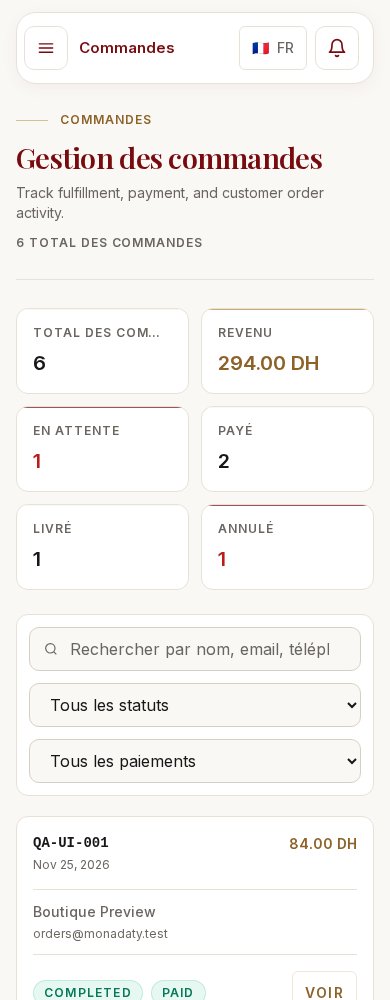 Commandes
🇫🇷 FR
COMMANDES
Gestion des commandes
Track fulfillment, payment, and customer order
activity.
6 TOTAL DES COMMANDES
TOTAL DES COM...
6
REVENU
294.00 DH
EN ATTENTE
1
PAYÉ
2
LIVRÉ
1
ANNULÉ
1
Rechercher par nom, email, télépl
Tous les statuts
Tous les paiements
QA-UI-001
84.00 DH
Nov 25, 2026
Boutique Preview
orders@monadaty.test
COMPLETED
PAID
VOIR